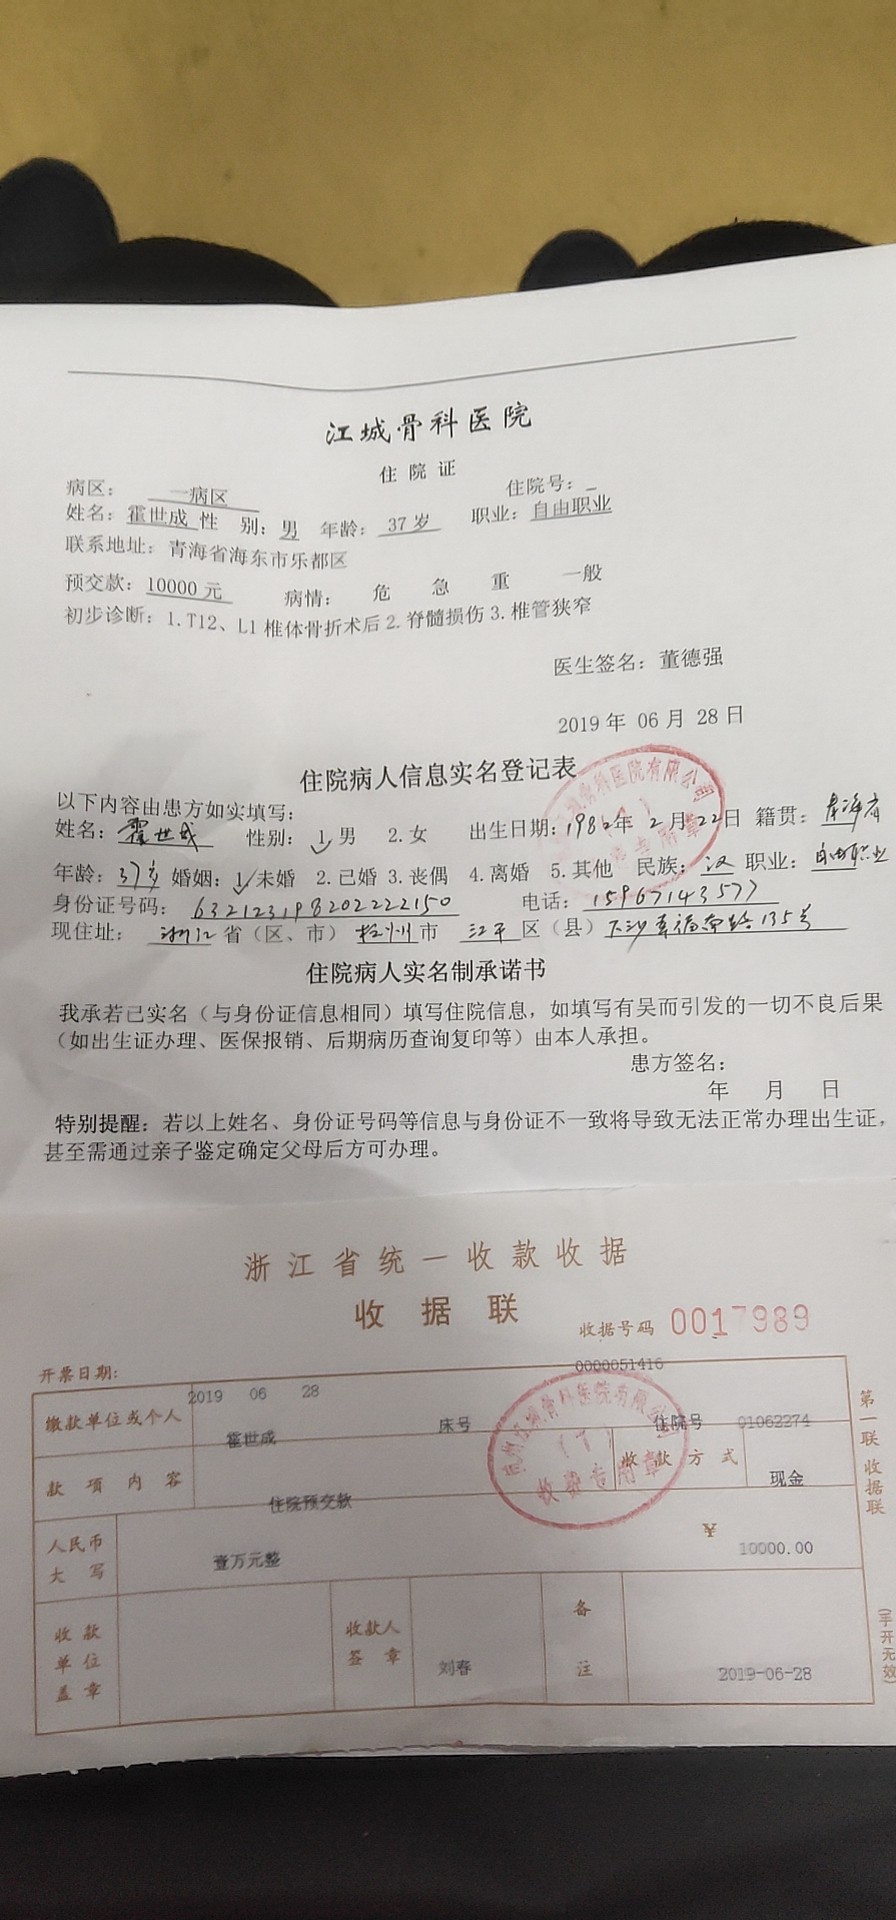 江城骨科医院
住院证
病区： 一病区 住院号：
姓名：霍世成 性 别：男 年龄： 37岁 职业：自由职业
联系地址：青海省海东市乐都区
预交款：10000元 病情： 危 急 重 一般
初步诊断：1.T12、L1椎体骨折术后2.脊髓损伤3.椎管狭窄
医生签名：董德强
2019年 06月 28日
住院病人信息实名登记表
以下内容由患方如实填写：
姓名：霍世成 性别：1男 2.女 出生日期：1982年 2月 22日 籍贯：青海省
年龄：37岁 婚姻：1/未婚 2.已婚 3.丧偶 4.离婚 5.其他 民族：汉 职业：自由职业
身份证号码：632123198202222150 电话：15967143577
现住址： 浙江 省（区、市）杭州市 江干 区（县）下沙幸福南路135号
住院病人实名制承诺书
我承若已实名（与身份证信息相同）填写住院信息，如填写有吴而引发的一切不良后果
（如出生证办理、医保报销、后期病历查询复印等）由本人承担。
患方签名：
年 月 日
特别提醒：若以上姓名、身份证号码等信息与身份证不一致将导致无法正常办理出生证，
甚至需通过亲子鉴定确定父母后方可办理。
浙江省统一收款收据
收据联
收据号码 0017989
开票日期： 0000051416
2019 06 28
缴款单位或个人 霍世成 床号 住院号 01062274
款项内容 住院预交款 收款方式 现金
人民币大写 壹万元整 ¥ 10000.00
收款单位盖章 收款人签章 刘春 备注 2019-06-28
第一联 收据联
（手开无效）
杭州江城骨科医院有限公司
（1）
收费专用章